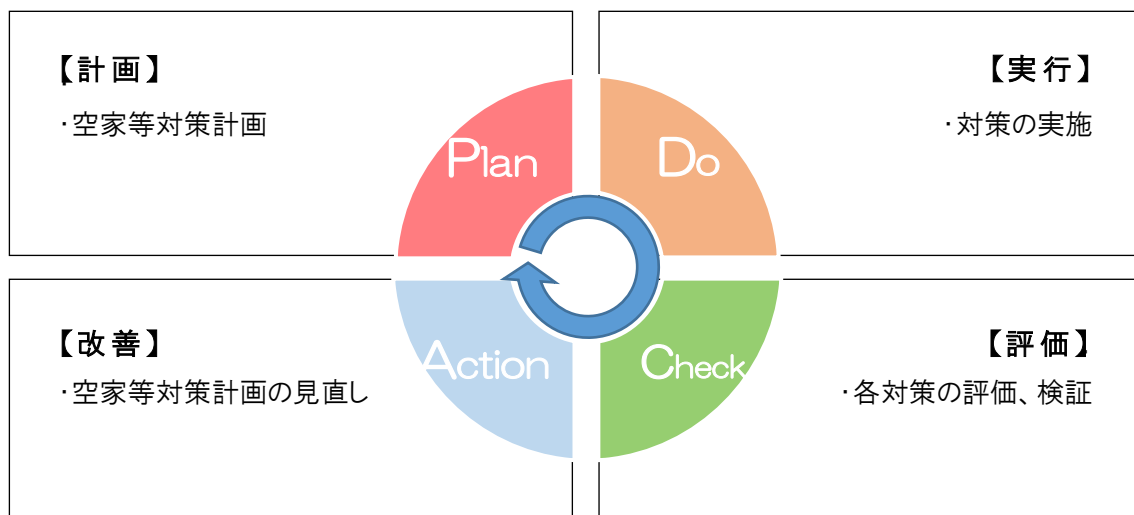 【計画】
・空家等対策計画
Plan
【実行】
・対策の実施
Do
【改善】
・空家等対策計画の見直し
Action
【評価】
・各対策の評価、検証
Check